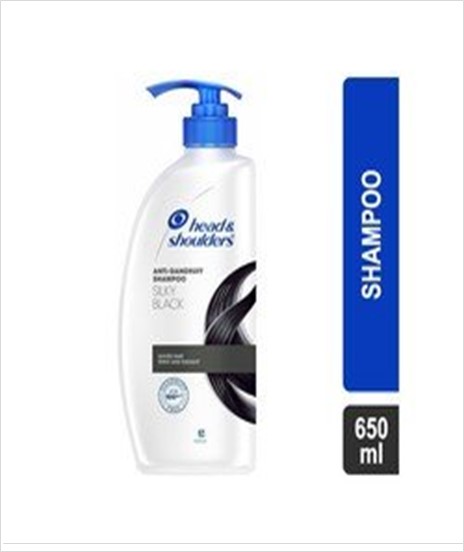 head&
shoulders
ANTI-DANDRUFF
SHAMPOO
SILKY
BLACK
SHAMPOO
650
ml